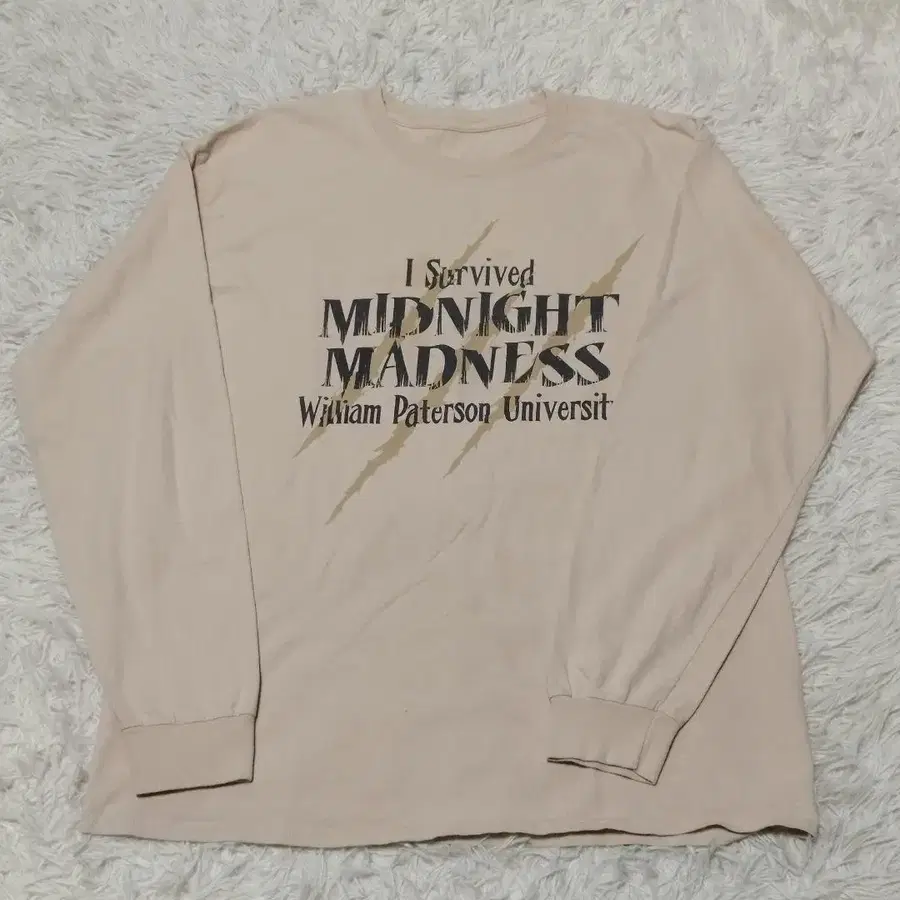 I Survived
MIDNIGHT
MADNESS
William Paterson Universit